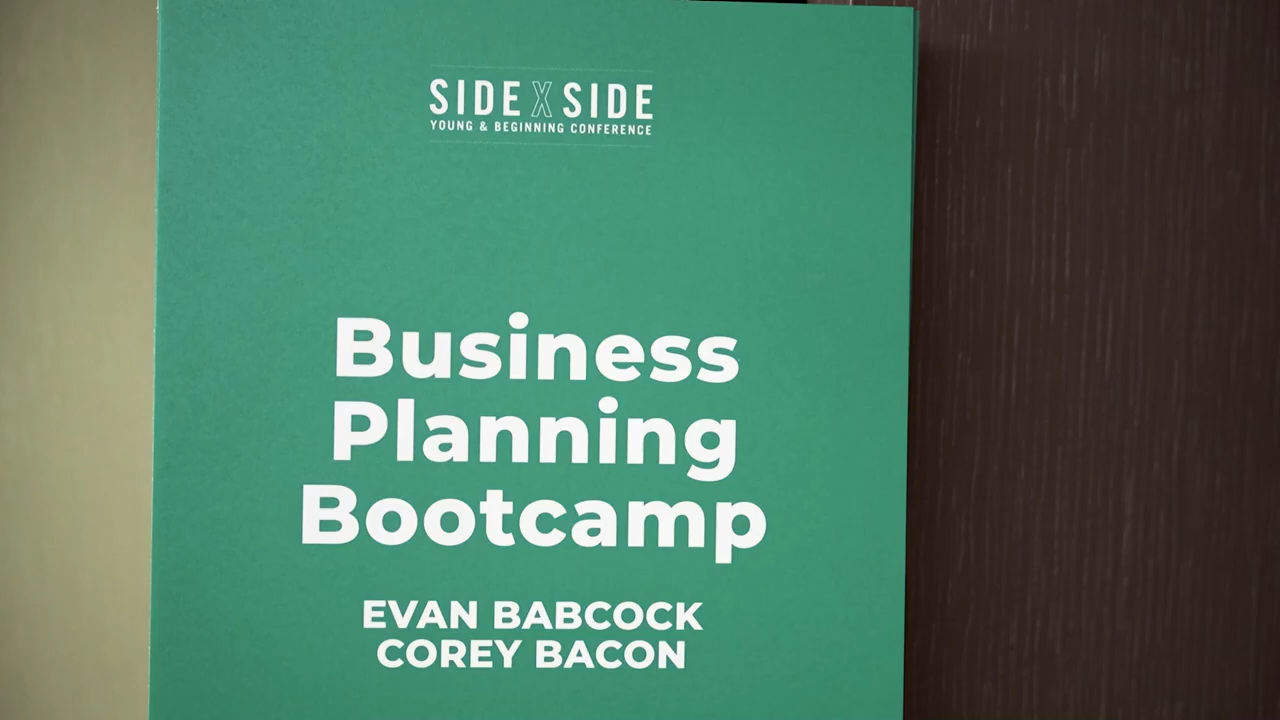 SIDE X SIDE
YOUNG & BEGINNING CONFERENCE
Business
Planning
Bootcamp
EVAN BABCOCK
COREY BACON